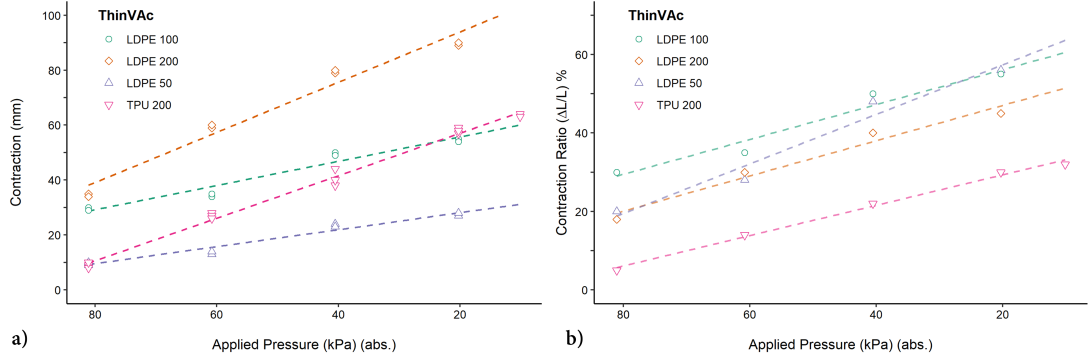 ThinVAc
LDPE 100
LDPE 200
LDPE 50
TPU 200
Contraction (mm)
100
80
60
40
20
0
80
60
40
20
Applied Pressure (kPa) (abs.)
a)
ThinVAc
LDPE 100
LDPE 200
LDPE 50
TPU 200
Contraction Ratio (ΔL/L) %
60
40
20
0
80
60
40
20
Applied Pressure (kPa) (abs.)
b)